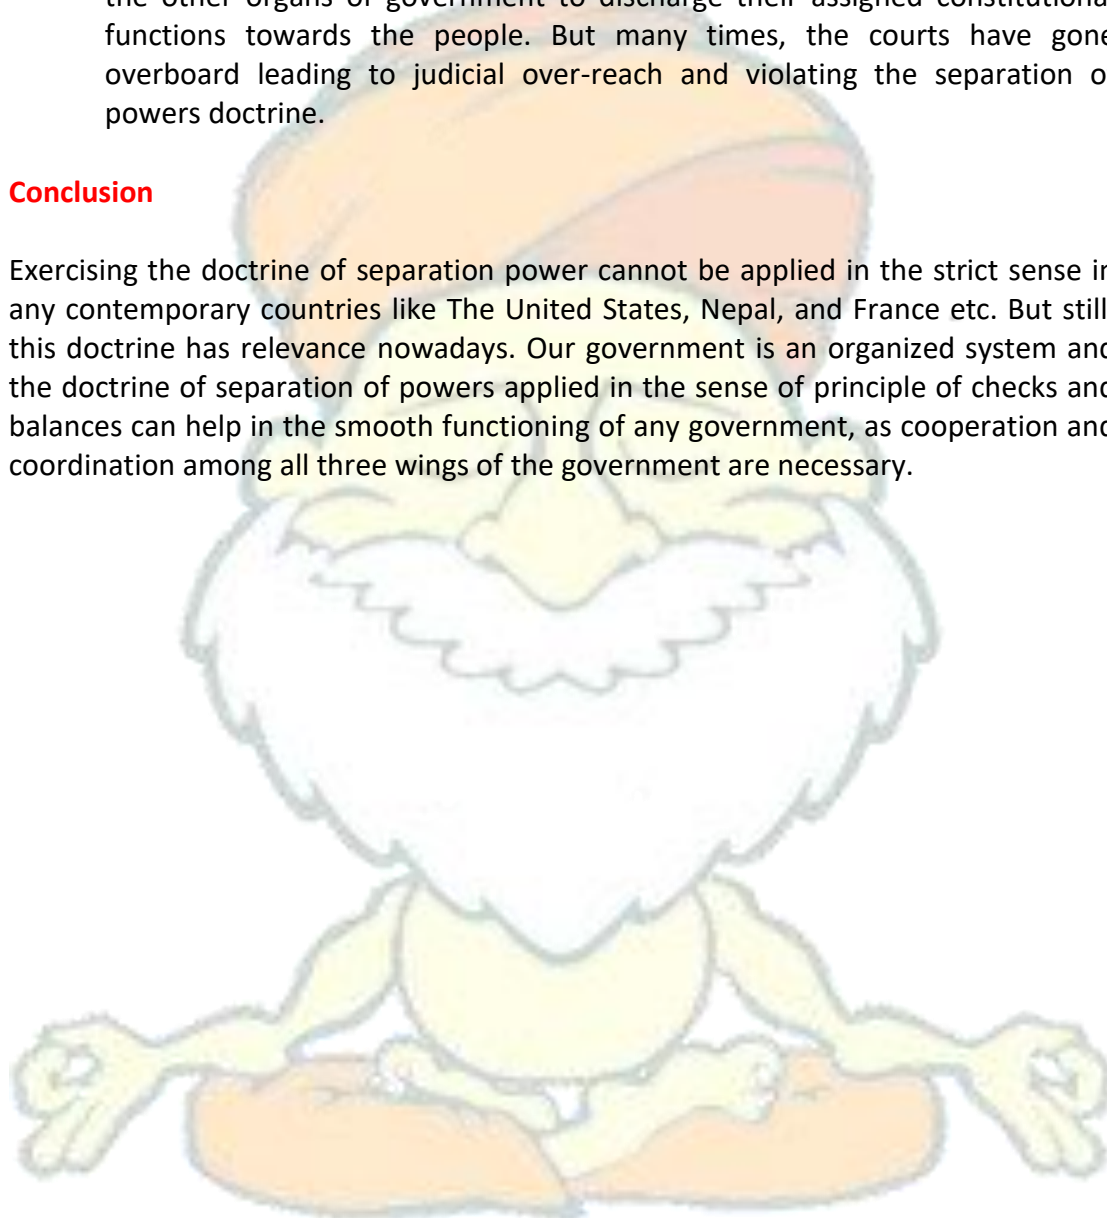 the other organs of government to discharge their assigned constitutional
functions towards the people. But many times, the courts have gone
overboard leading to judicial over-reach and violating the separation o
powers doctrine.
Conclusion
Exercising the doctrine of separation power cannot be applied in the strict sense in
any contemporary countries like The United States, Nepal, and France etc. But still
this doctrine has relevance nowadays. Our government is an organized system and
the doctrine of separation of powers applied in the sense of principle of checks and
balances can help in the smooth functioning of any government, as cooperation and
coordination among all three wings of the government are necessary.